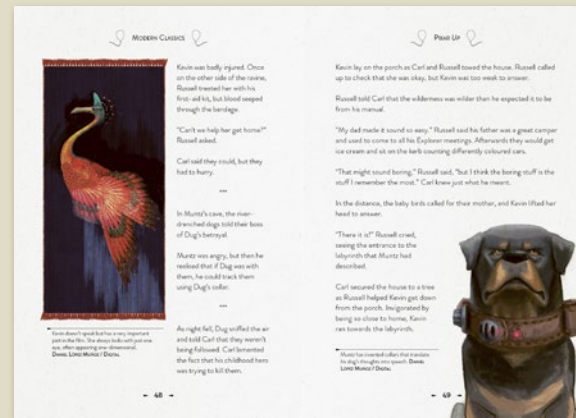 MODERN CLASSICS
Kevin was badly injured. Once
on the other side of the ravine,
Russell treated her with his
first-aid kit, but blood seeped
through the bandage.
"Can't we help her get home?"
Russell asked.
Carl said they could, but they
had to hurry.
***
In Muntz's cave, the river-
drenched dogs told their boss
of Dug's betrayal.
Muntz was angry, but then he
realised that if Dug was with
them, he could track them
using Dug's collar.
***
As night fell, Dug sniffed the air
and told Carl that they weren't
being followed. Carl lamented
the fact that his childhood hero
was trying to kill them.
Kevin doesn't speak but has a very important
part in the film. She always looks with just one
eye, often appearing one-dimensional.
DANIEL LÓPEZ MUÑOZ / DIGITAL
48
PIXAR UP
Kevin lay on the porch as Carl and Russell towed the house. Russell called
up to check that she was okay, but Kevin was too weak to answer.
Russell told Carl that the wilderness was wilder than he expected it to be
from his manual.
"My dad made it sound so easy." Russell said his father was a great camper
and used to come to all his Explorer meetings. Afterwards they would get
ice cream and sit on the kerb counting differently coloured cars.
"That might sound boring," Russell said, "but I think the boring stuff is the
stuff I remember the most." Carl knew just what he meant.
In the distance, the baby birds called for their mother, and Kevin lifted her
head to answer.
"There it is!" Russell cried,
seeing the entrance to the
labyrinth that Muntz had
described.
Carl secured the house to a tree
as Russell helped Kevin get down
from the porch. Invigorated by
being so close to home, Kevin
ran towards the labyrinth.
Muntz has invented collars that translate
his dog's thoughts into speech. DANIEL
LÓPEZ MUÑOZ / DIGITAL
49